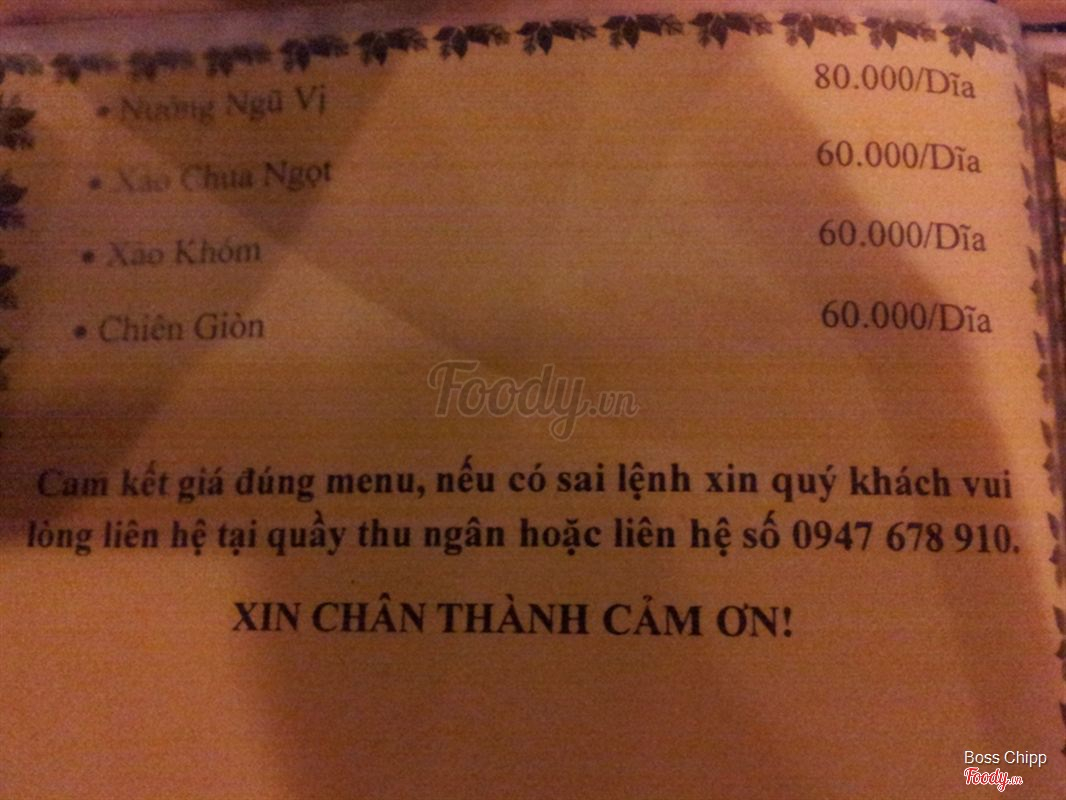 • Nướng Ngũ Vị 80.000/Dĩa
• Xào Chua Ngọt 60.000/Dĩa
• Xào Khóm 60.000/Dĩa
• Chiên Giòn 60.000/Dĩa
Foody.vn
Cam kết giá đúng menu, nếu có sai lệnh xin quý khách vui
lòng liên hệ tại quầy thu ngân hoặc liên hệ số 0947 678 910.
XIN CHÂN THÀNH CẢM ƠN!
Boss Chipp
Foody.vn